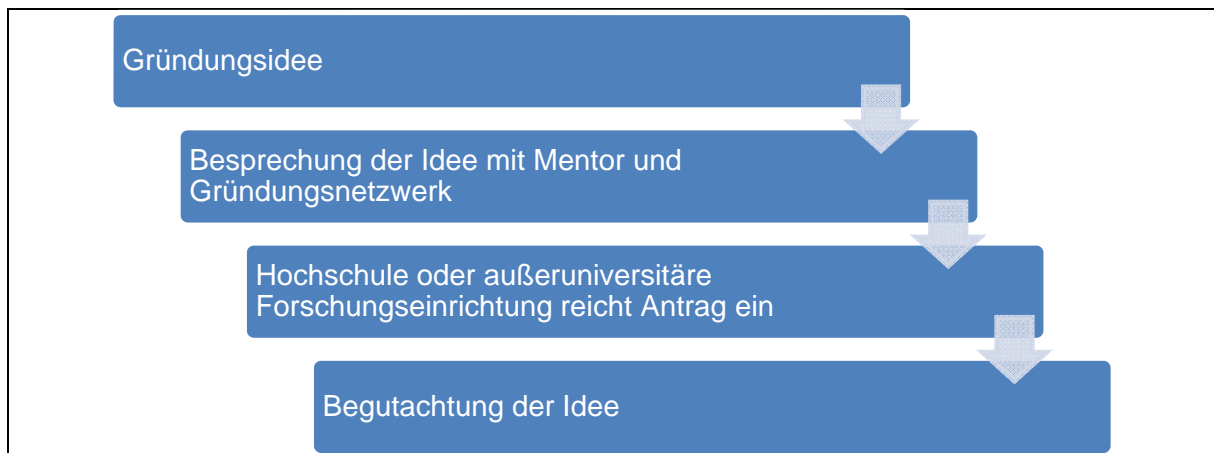 Gründungsidee
Besprechung der Idee mit Mentor und
Gründungsnetzwerk
Hochschule oder außeruniversitäre
Forschungseinrichtung reicht Antrag ein
Begutachtung der Idee